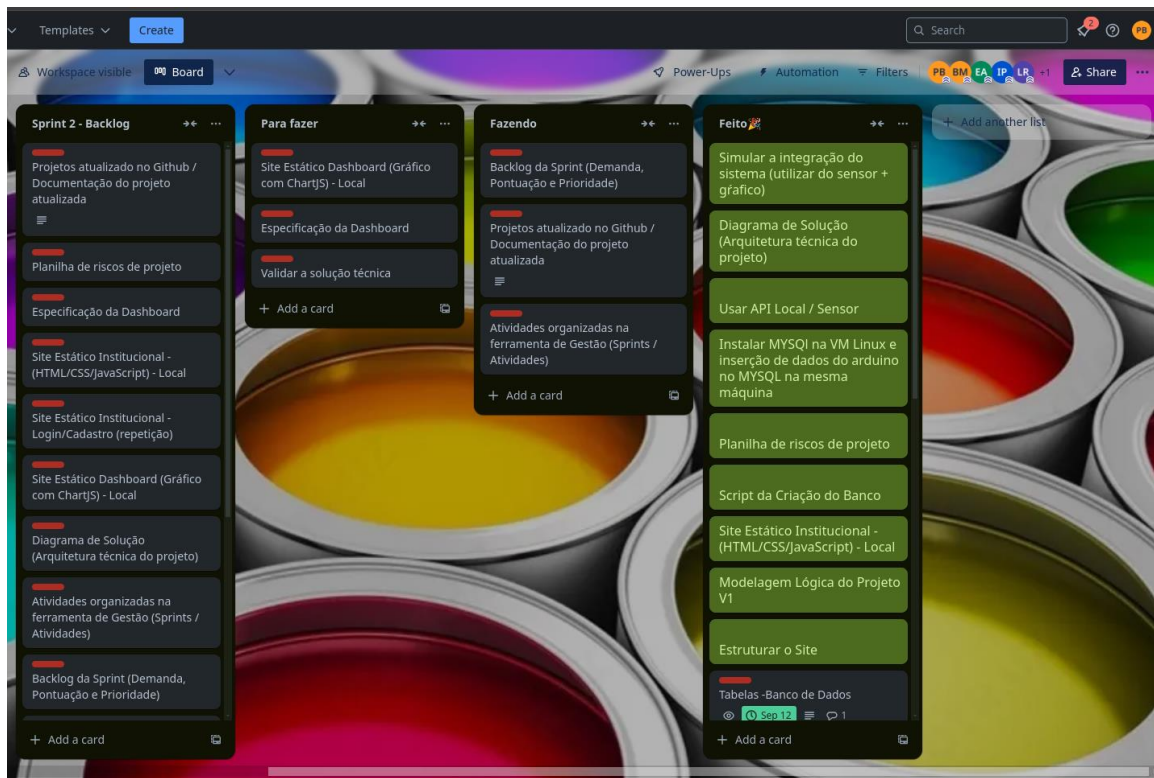 Templates
Create
Search
2
PB
Workspace visible
Board
Power-Ups
Automation
Filters
PB BM EA IP LR +1
Share
Sprint 2 - Backlog
Projetos atualizado no Github /
Documentação do projeto
atualizada
Planilha de riscos de projeto
Especificação da Dashboard
Site Estático Institucional -
(HTML/CSS/JavaScript) - Local
Site Estático Institucional -
Login/Cadastro (repetição)
Site Estático Dashboard (Gráfico
com ChartJS) - Local
Diagrama de Solução
(Arquitetura técnica do projeto)
Atividades organizadas na
ferramenta de Gestão (Sprints /
Atividades)
Backlog da Sprint (Demanda,
Pontuação e Prioridade)
+ Add a card
Para fazer
Site Estático Dashboard (Gráfico
com ChartJS) - Local
Especificação da Dashboard
Validar a solução técnica
+ Add a card
Fazendo
Backlog da Sprint (Demanda,
Pontuação e Prioridade)
Projetos atualizado no Github /
Documentação do projeto
atualizada
Atividades organizadas na
ferramenta de Gestão (Sprints /
Atividades)
+ Add a card
Feito🎉
Simular a integração do
sistema (utilizar do sensor +
gŕafico)
Diagrama de Solução
(Arquitetura técnica do
projeto)
Usar API Local / Sensor
Instalar MYSQl na VM Linux e
inserção de dados do arduino
no MYSQL na mesma
máquina
Planilha de riscos de projeto
Script da Criação do Banco
Site Estático Institucional -
(HTML/CSS/JavaScript) - Local
Modelagem Lógica do Projeto
V1
Estruturar o Site
Tabelas -Banco de Dados
Sep 12
1
+ Add a card
+ Add another list